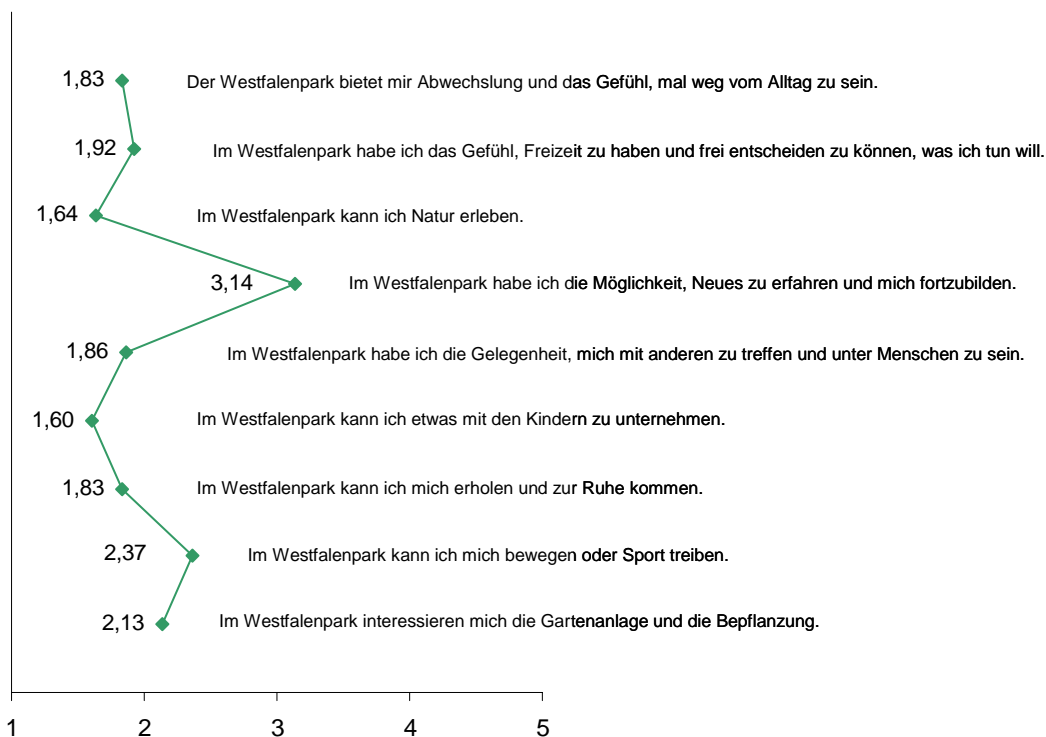 1,83 Der Westfalenpark bietet mir Abwechslung und das Gefühl, mal weg vom Alltag zu sein.
1,92 Im Westfalenpark habe ich das Gefühl, Freizeit zu haben und frei entscheiden zu können, was ich tun will.
1,64 Im Westfalenpark kann ich Natur erleben.
3,14 Im Westfalenpark habe ich die Möglichkeit, Neues zu erfahren und mich fortzubilden.
1,86 Im Westfalenpark habe ich die Gelegenheit, mich mit anderen zu treffen und unter Menschen zu sein.
1,60 Im Westfalenpark kann ich etwas mit den Kindern zu unternehmen.
1,83 Im Westfalenpark kann ich mich erholen und zur Ruhe kommen.
2,37 Im Westfalenpark kann ich mich bewegen oder Sport treiben.
2,13 Im Westfalenpark interessieren mich die Gartenanlage und die Bepflanzung.
1 2 3 4 5